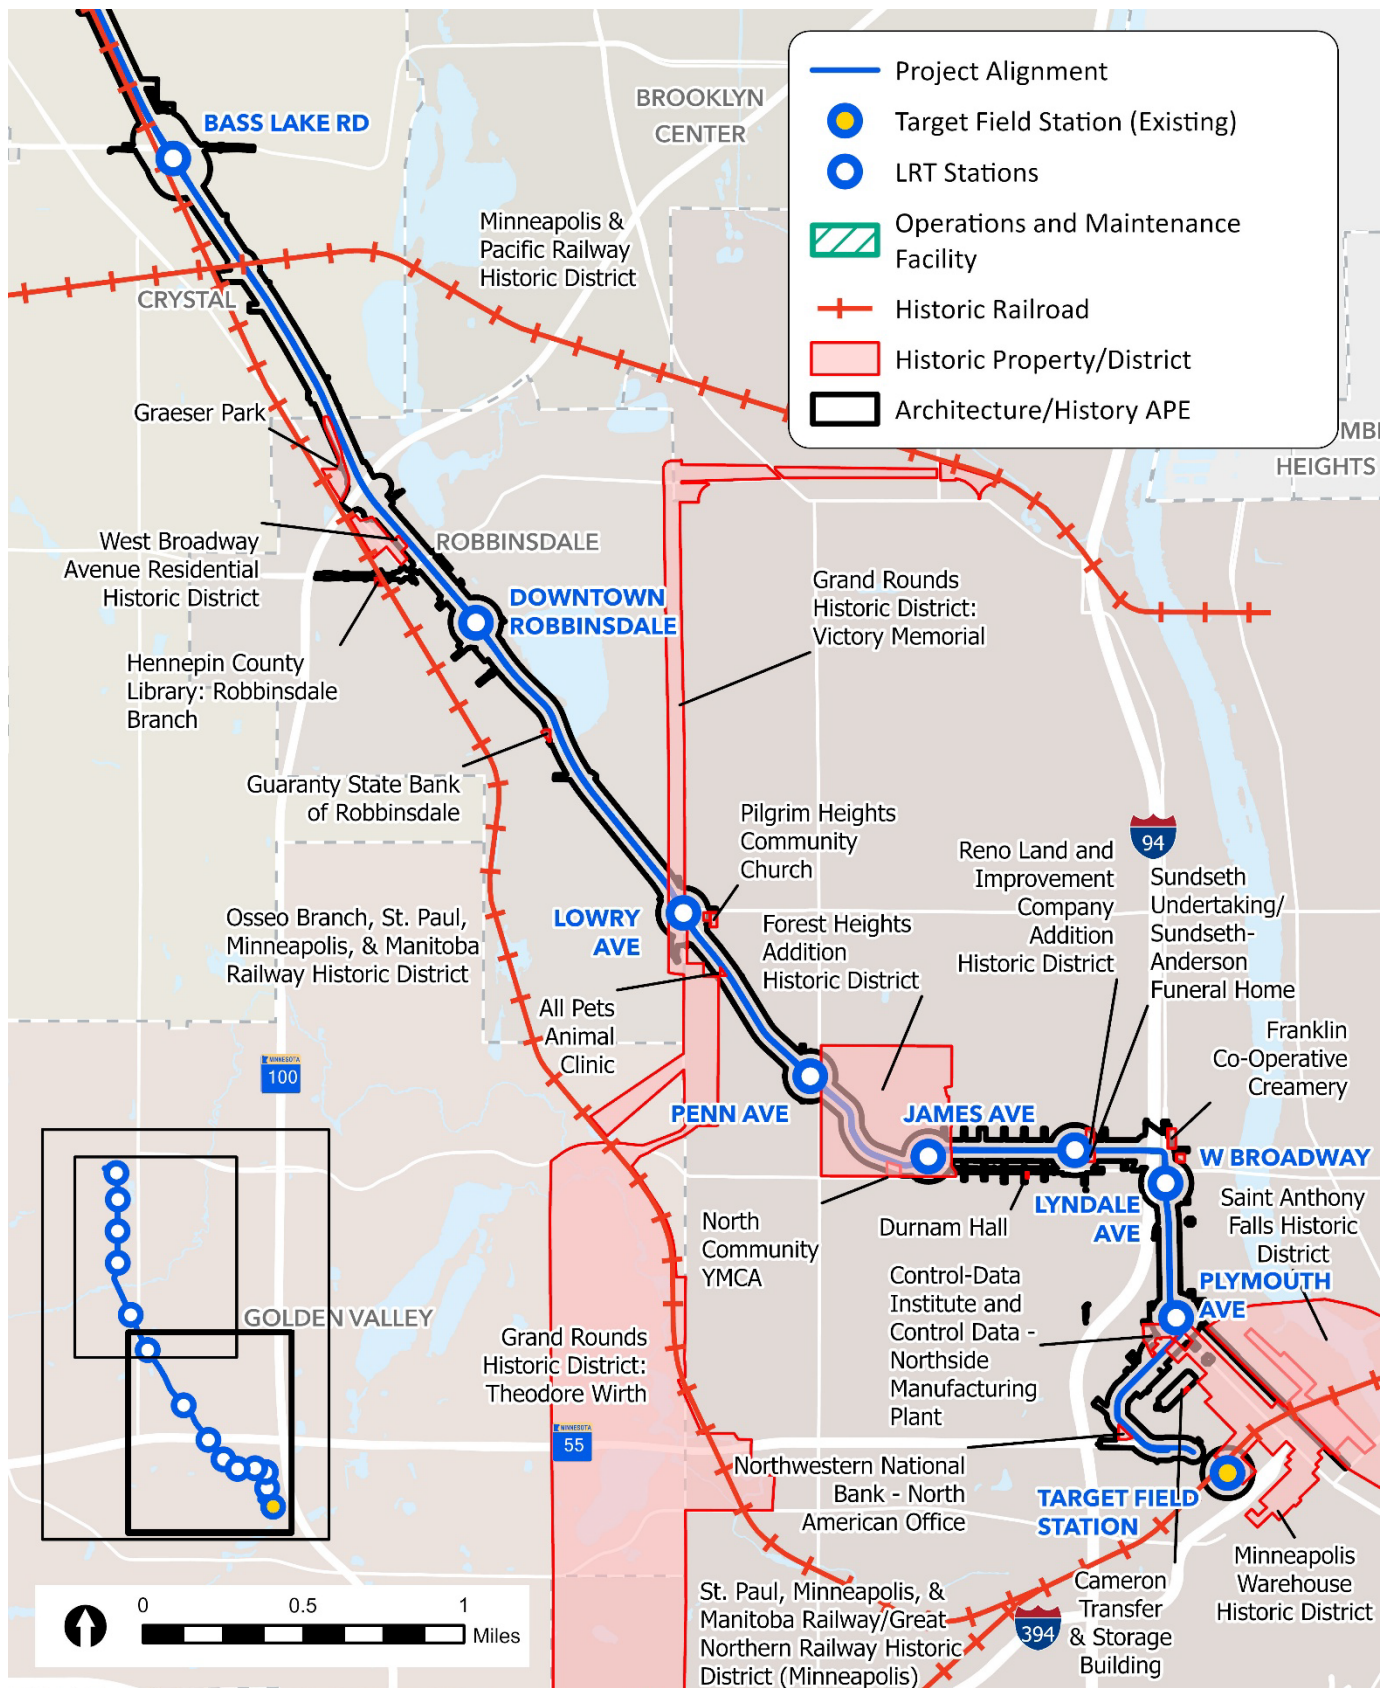 BASS LAKE RD
BROOKLYN
CENTER
Project Alignment
Target Field Station (Existing)
LRT Stations
Operations and Maintenance
Facility
Historic Railroad
Historic Property/District
Architecture/History APE
Minneapolis &
Pacific Railway
Historic District
CRYSTAL
Graeser Park
HEIGHTS
West Broadway
Avenue Residential
Historic District
ROBBINSDALE
DOWNTOWN
ROBBINSDALE
Grand Rounds
Historic District:
Victory Memorial
Hennepin County
Library: Robbinsdale
Branch
Guaranty State Bank
of Robbinsdale
Pilgrim Heights
Community
Church
94
Reno Land and
Improvement
Company
Addition
Historic District
Sundseth
Undertaking/
Sundseth-
Anderson
Funeral Home
LOWRY
AVE
Forest Heights
Addition
Historic District
Osseo Branch, St. Paul,
Minneapolis, & Manitoba
Railway Historic District
All Pets
Animal
Clinic
Franklin
Co-Operative
Creamery
MINNESOTA
100
PENN AVE
JAMES AVE
W BROADWAY
LYNDALE
AVE
Saint Anthony
Falls Historic
District
North
Community
YMCA
Durnam Hall
PLYMOUTH
AVE
Control-Data
Institute and
Control Data -
Northside
Manufacturing
Plant
GOLDEN VALLEY
Grand Rounds
Historic District:
Theodore Wirth
MINNESOTA
55
Northwestern National
Bank - North
American Office
TARGET FIELD
STATION
Minneapolis
Warehouse
Historic District
Cameron
Transfer
& Storage
Building
St. Paul, Minneapolis, &
Manitoba Railway/Great
Northern Railway Historic
District (Minneapolis)
394
0 0.5 1
Miles